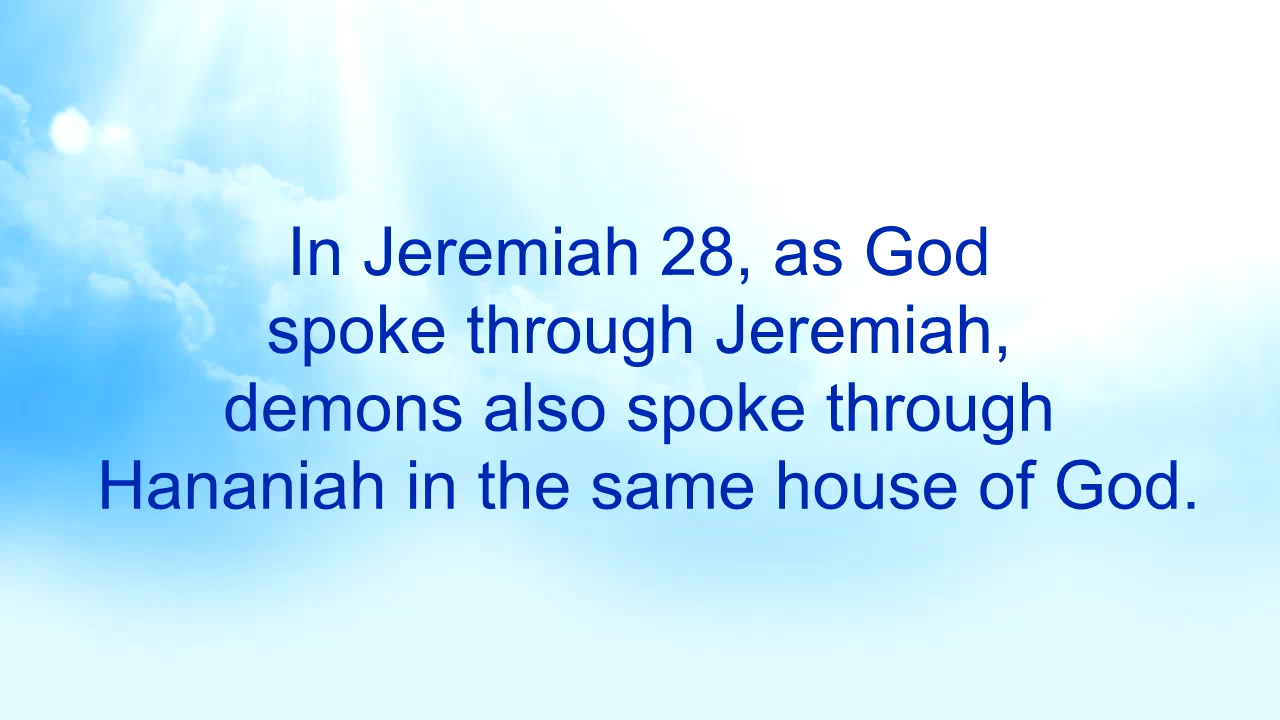 In Jeremiah 28, as God
spoke through Jeremiah,
demons also spoke through
Hananiah in the same house of God.